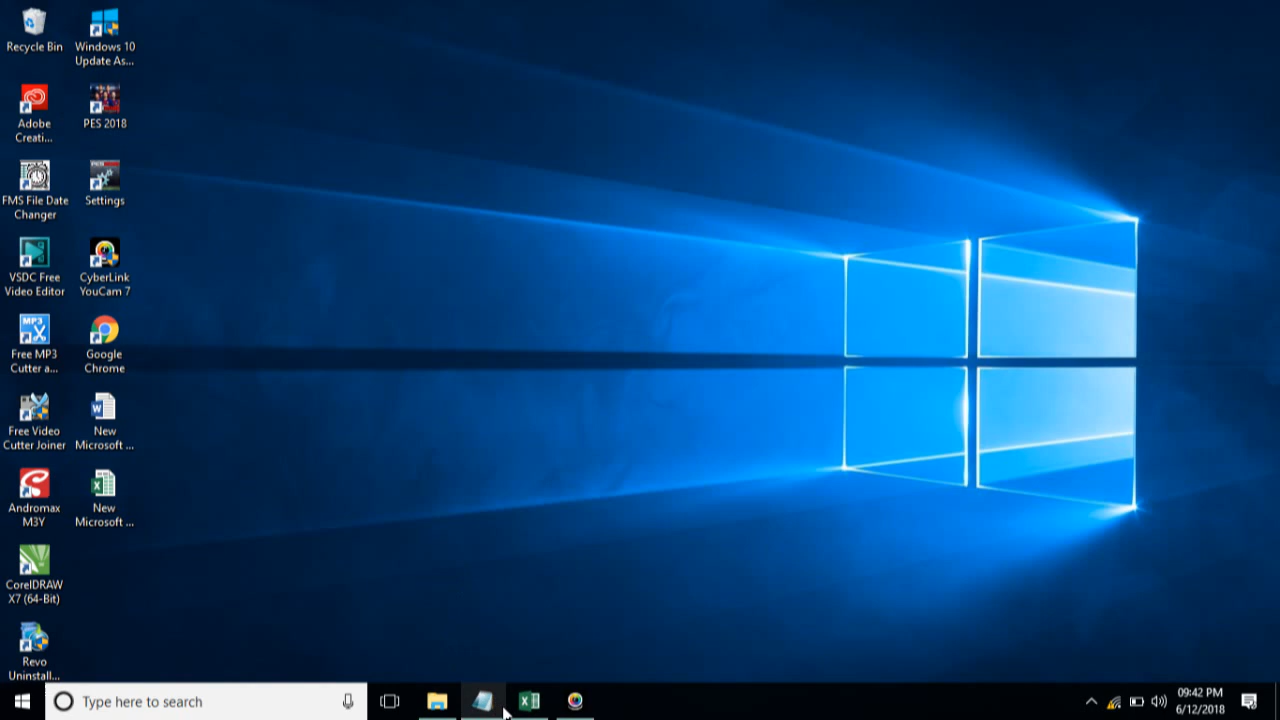 Recycle Bin
Windows 10
Update As...
Adobe
Creati...
PES 2018
FMS File Date
Changer
Settings
VSDC Free
Video Editor
CyberLink
YouCam 7
MP3
Free MP3
Cutter a...
Google
Chrome
Free Video
Cutter Joiner
New
Microsoft ...
Andromax
M3Y
New
Microsoft ...
CorelDRAW
X7 (64-Bit)
Revo
Uninstall...
Type here to search
09:42 PM
6/12/2018